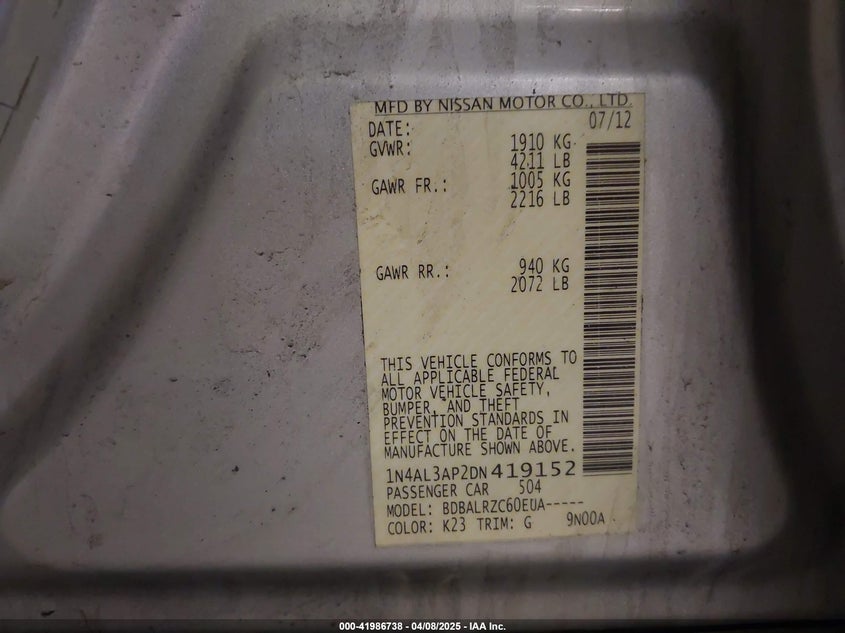 MFD BY NISSAN MOTOR CO., LTD.
DATE: 07/12
GVWR: 1910 KG
4211 LB
GAWR FR.: 1005 KG
2216 LB
GAWR RR.: 940 KG
2072 LB
THIS VEHICLE CONFORMS TO
ALL APPLICABLE FEDERAL
MOTOR VEHICLE SAFETY,
BUMPER, AND THEFT
PREVENTION STANDARDS IN
EFFECT ON THE DATE OF
MANUFACTURE SHOWN ABOVE.
1N4AL3AP2DN419152
PASSENGER CAR 504
MODEL: BDBALRZC60EUA-----
COLOR: K23 TRIM: G 9N00A
000-41986738 - 04/08/2025 - IAA Inc.